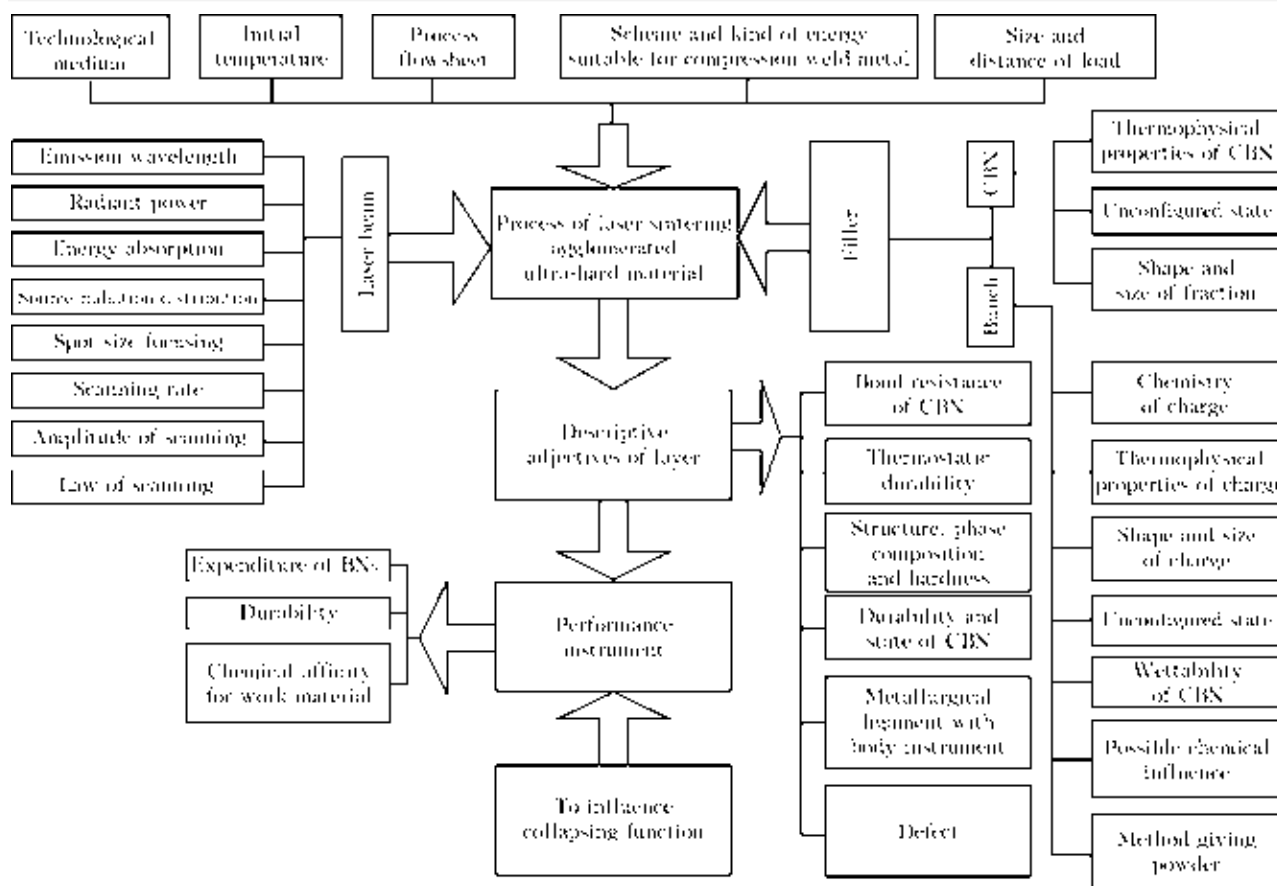 Technological
medium
Initial
temperature
Process
flowsheet
Scheme and kind of energy
suitable for compression weld metal
Size and
distance of load
Emission wavelength
Radiant power
Energy absorption
Spot size focusing
Scanning rate
Amplitude of scanning
Law of scanning
Laser beam
Process of laser sintering
agglomerated
ultra-hard material
Filler
CBN
Thermophysical
properties of CBN
Unconfigured state
Shape and
size of fraction
Descriptive
adjectives of layer
Bond resistance
of CBN
Thermostatic
durability
Structure, phase
composition
and hardness
Durability and
state of CBN
Metallurgical
ligament with
body instrument
Defect
Chemistry
of charge
Thermophysical
properties of charge
Shape and size
of charge
Unconfigured state
Wettability
of CBN
Possible chemical
influence
Method giving
powder
Expenditure of BNs
Durability
Chemical afficity
for work material
Performance
instrument
To influence
collapsing function